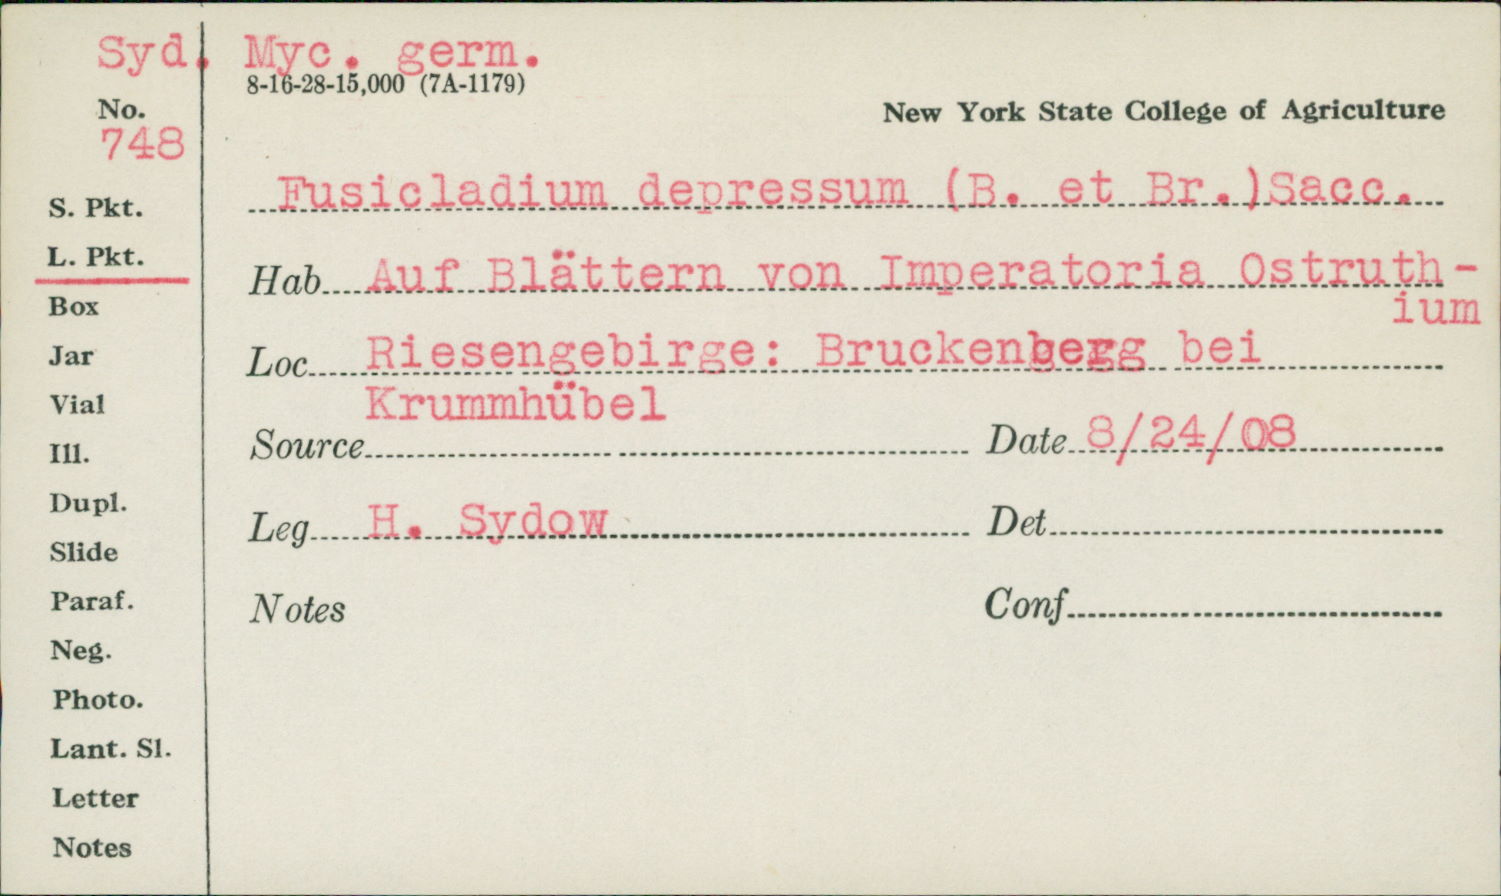 Syd. Myc. germ.
8-16-28-15,000 (7A-1179)
No.
New York State College of Agriculture
748
Fusicladium depressum (B. et Br.)Sacc.
S. Pkt.
L. Pkt.
Hab. Auf Blättern von Imperatoria Ostruth-
ium
Box
Jar
Loc. Riesengebirge: Bruckenberg bei
Krummhübel
Vial
Source
Date 8/24/08
Ill.
Dupl.
Leg. H. Sydow
Det.
Slide
Paraf.
Notes
Conf.
Neg.
Photo.
Lant. Sl.
Letter
Notes